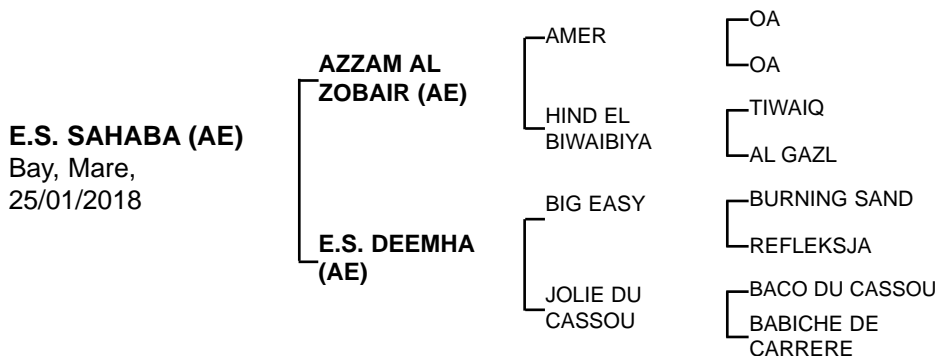 E.S. SAHABA (AE)
Bay, Mare,
25/01/2018
AZZAM AL
ZOBAIR (AE)
E.S. DEEMHA
(AE)
AMER
HIND EL
BIWAIBIYA
BIG EASY
JOLIE DU
CASSOU
OA
OA
TIWAIQ
AL GAZL
BURNING SAND
REFLEKSJA
BACO DU CASSOU
BABICHE DE
CARRERE